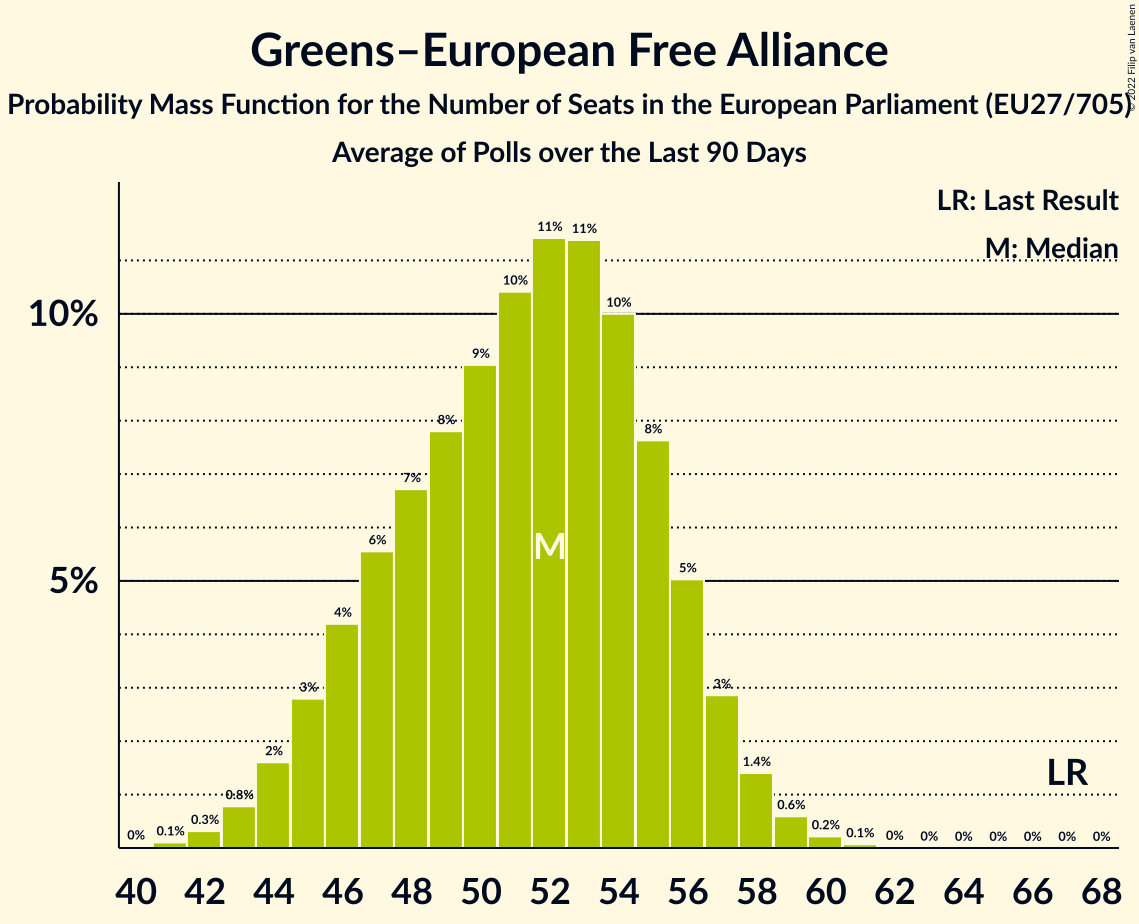 © 2022 Filip van Laenen
Greens–European Free Alliance
Probability Mass Function for the Number of Seats in the European Parliament (EU27/705)
Average of Polls over the Last 90 Days
LR: Last Result
M: Median
11% 11%
10% 10%
10%
9%
8% 8%
7%
6%
M
5% 5%
4%
3% 3%
LR
2% 1.4%
0% 0.1% 0.3% 0.8% 0.6% 0.2% 0.1% 0% 0% 0% 0% 0% 0% 0%
40 42 44 46 48 50 52 54 56 58 60 62 64 66 68